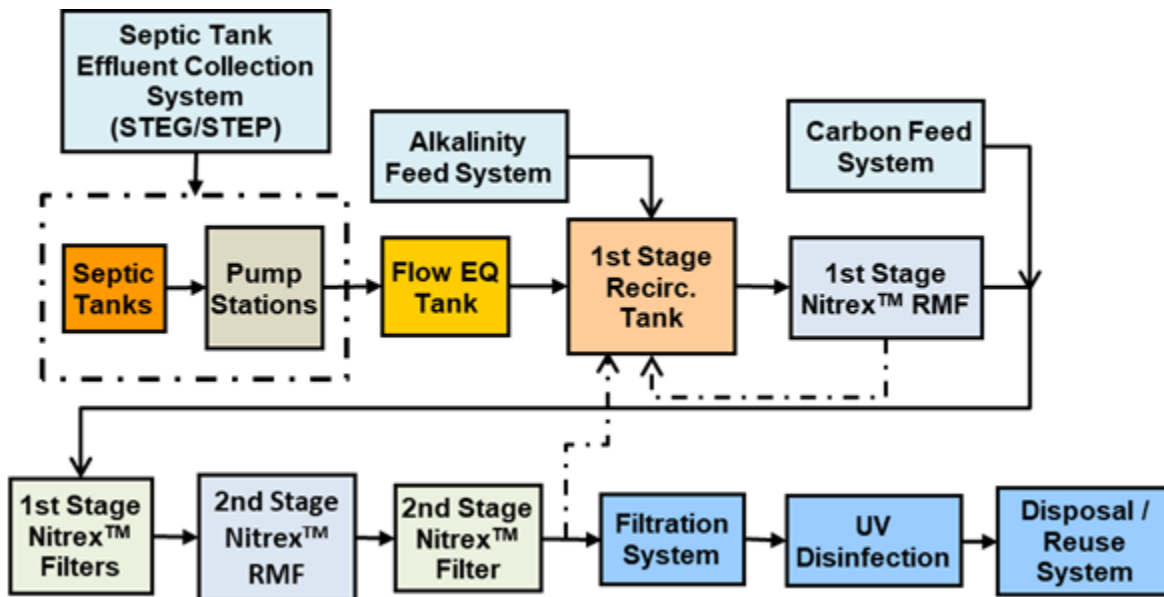 Septic Tank
Effluent Collection
System
(STEG/STEP)
Alkalinity
Feed System
Carbon Feed
System
Septic
Tanks
Pump
Stations
Flow EQ
Tank
1st Stage
Recirc.
Tank
1st Stage
Nitrex™ RMF
1st Stage
Nitrex™
Filters
2nd Stage
Nitrex™
RMF
2nd Stage
Nitrex™
Filter
Filtration
System
UV
Disinfection
Disposal /
Reuse
System